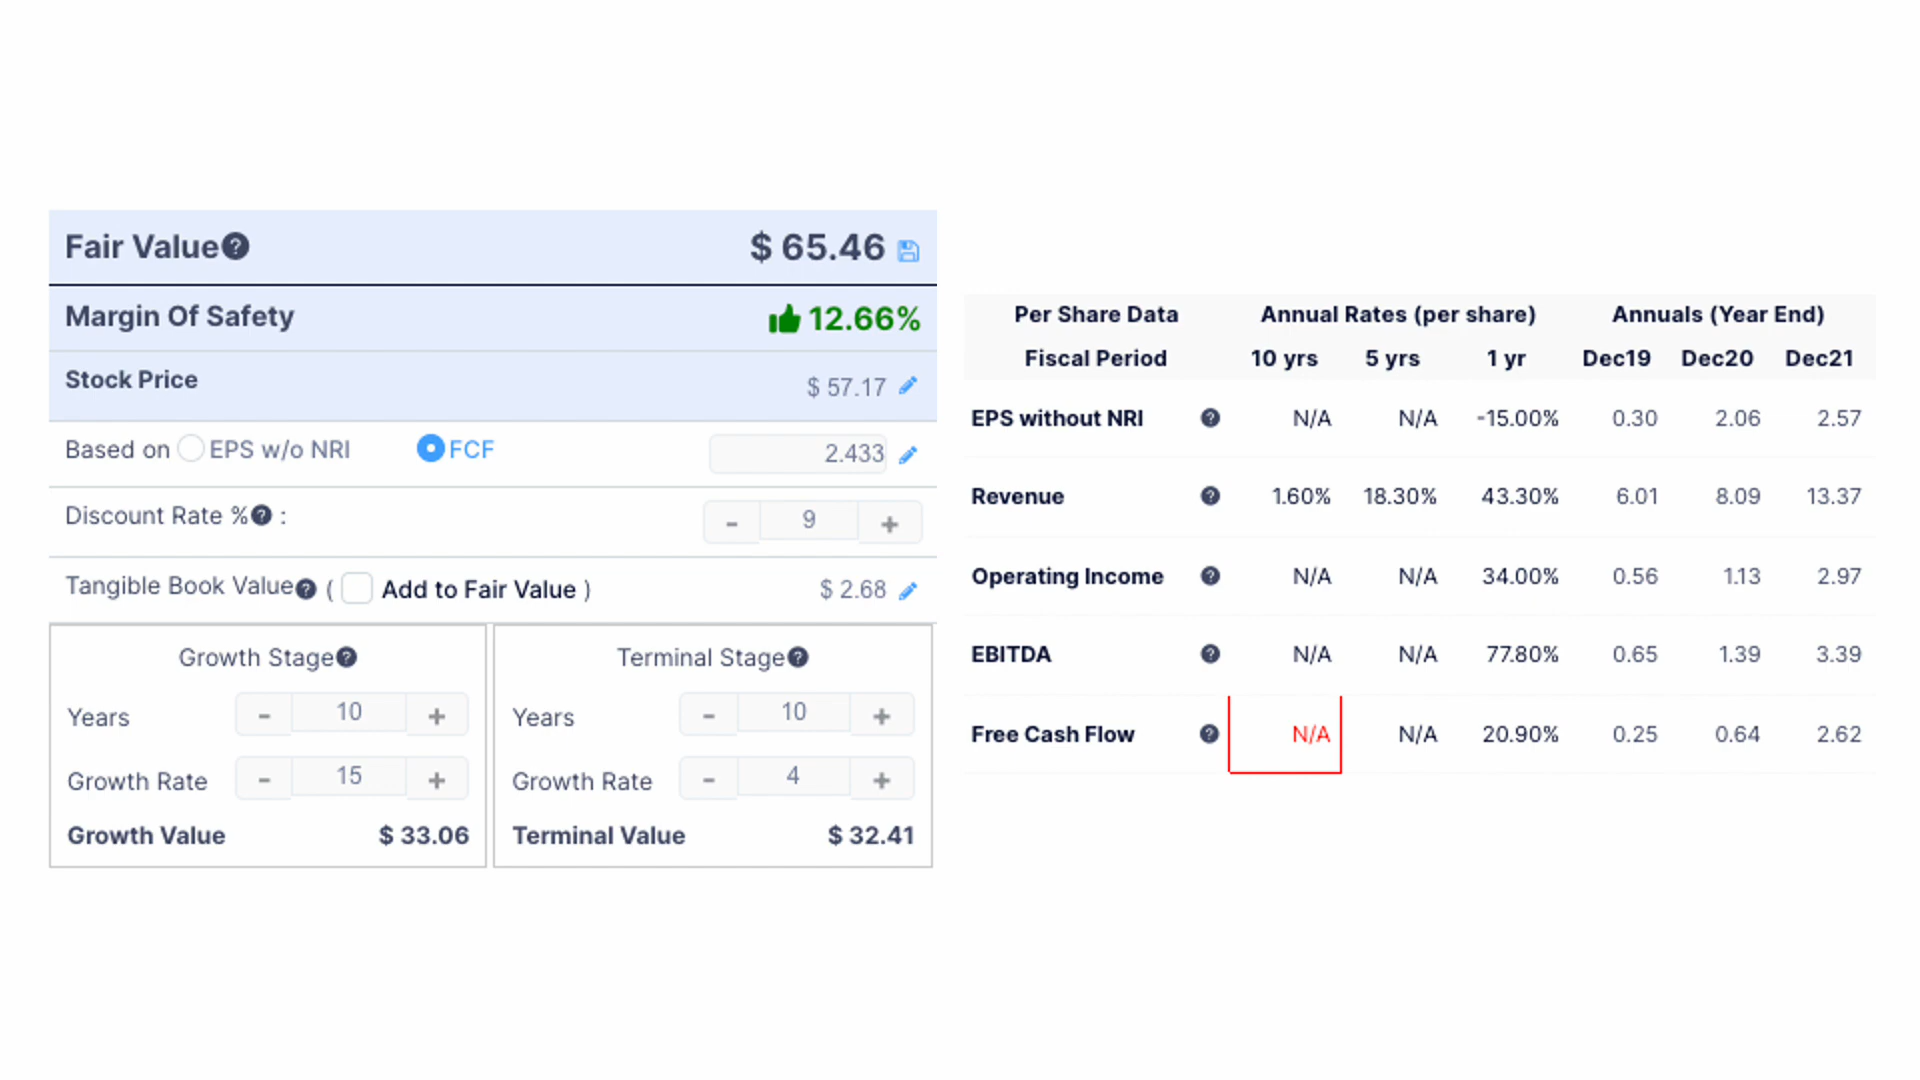 Fair Value? $ 65.46
Margin Of Safety 12.66%
Stock Price $ 57.17
Based on EPS w/o NRI FCF 2.433
Discount Rate %? : - 9 +
Tangible Book Value? ( Add to Fair Value ) $ 2.68
Growth Stage?
Years - 10 +
Growth Rate - 15 +
Growth Value $ 33.06
Terminal Stage?
Years - 10 +
Growth Rate - 4 +
Terminal Value $ 32.41
Per Share Data Annual Rates (per share) Annuals (Year End)
Fiscal Period 10 yrs 5 yrs 1 yr Dec19 Dec20 Dec21
EPS without NRI ? N/A N/A -15.00% 0.30 2.06 2.57
Revenue ? 1.60% 18.30% 43.30% 6.01 8.09 13.37
Operating Income ? N/A N/A 34.00% 0.56 1.13 2.97
EBITDA ? N/A N/A 77.80% 0.65 1.39 3.39
Free Cash Flow ? N/A N/A 20.90% 0.25 0.64 2.62